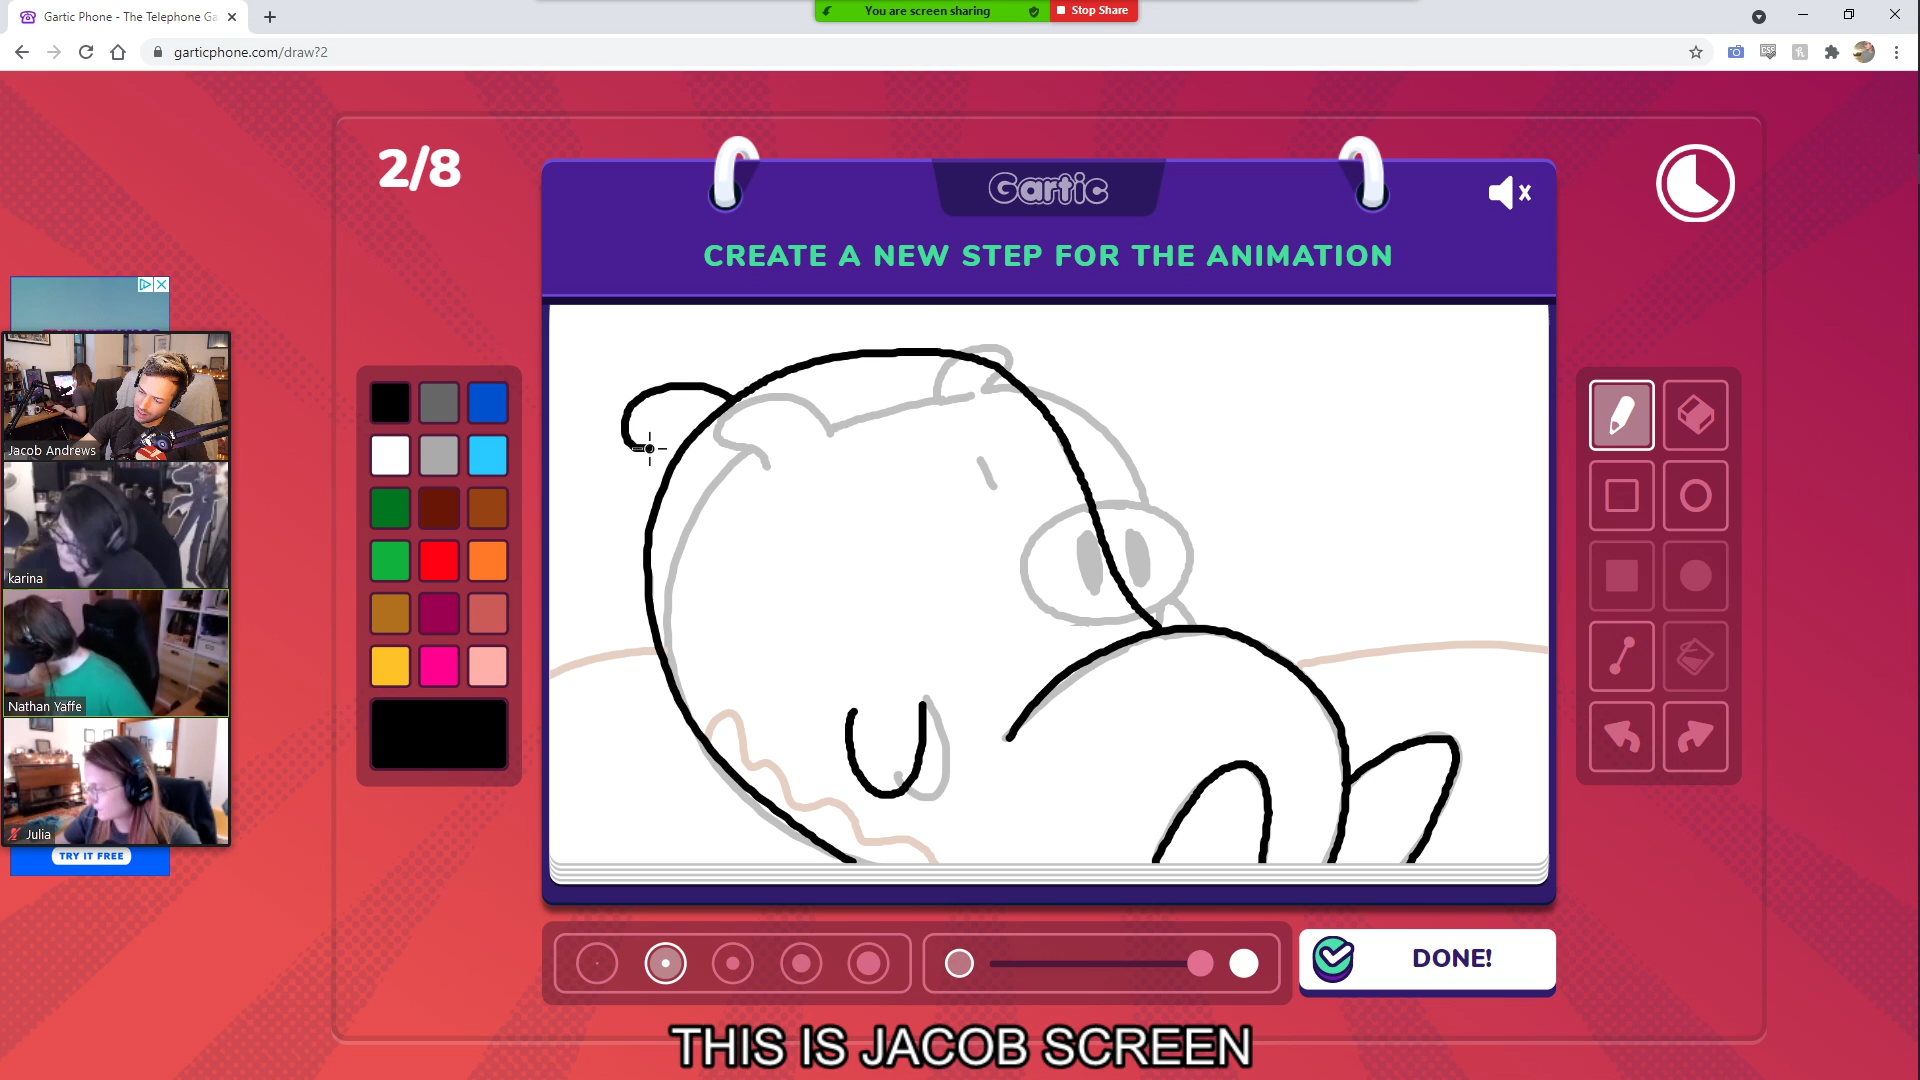 Gartic Phone - The Telephone Ga
You are screen sharing
Stop Share
garticphone.com/draw?2
2/8
Gartic
CREATE A NEW STEP FOR THE ANIMATION
Jacob Andrews
karina
Nathan Yaffe
Julia
TRY IT FREE
DONE!
THIS IS JACOB SCREEN